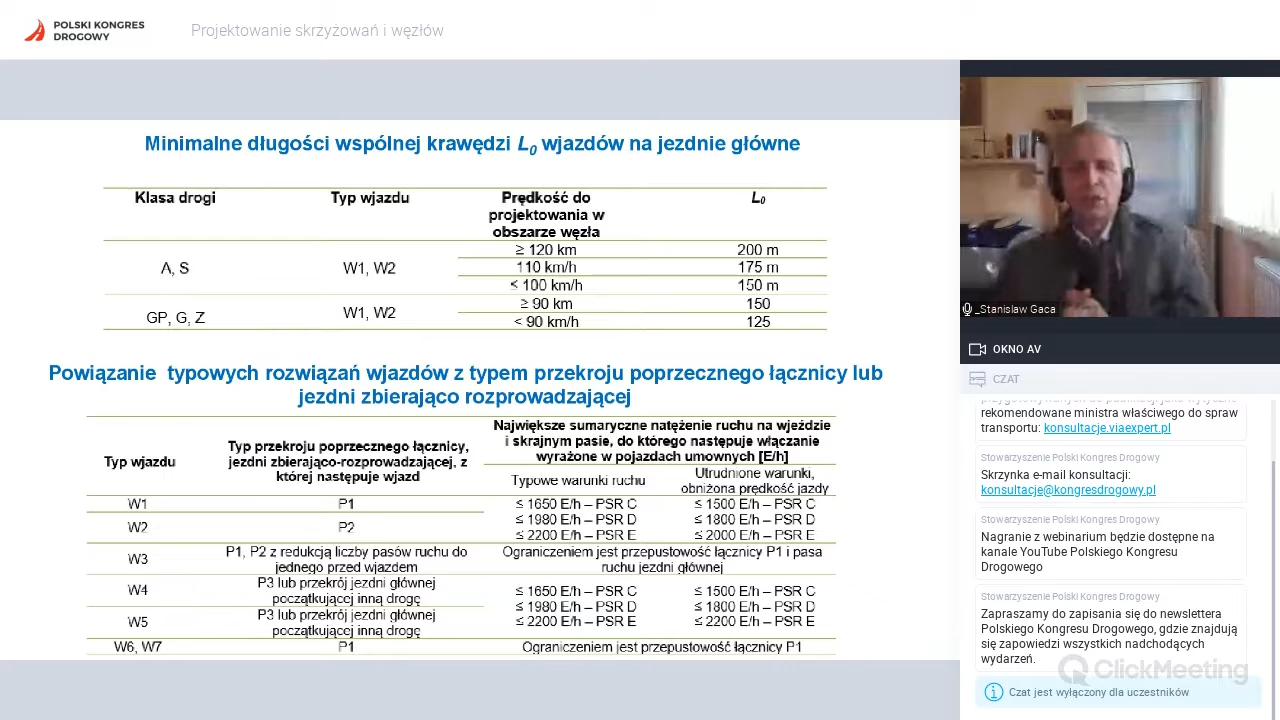 POLSKI KONGRES
DROGOWY
Projektowanie skrzyżowań i węzłów
Minimalne długości wspólnej krawędzi L0 wjazdów na jezdnie główne
Klasa drogi Typ wjazdu Prędkość do L0
projektowania w
obszarze węzła
≥ 120 km 200 m
A, S W1, W2 110 km/h 175 m
≤ 100 km/h 150 m
GP, G, Z W1, W2 ≥ 90 km 150
< 90 km/h 125
Powiązanie typowych rozwiązań wjazdów z typem przekroju poprzecznego łącznicy lub
jezdni zbierająco rozprowadzającej
Typ wjazdu
Typ przekroju poprzecznego łącznicy,
jezdni zbierająco-rozprowadzającej, z
której następuje wjazd
Największe sumaryczne natężenie ruchu na wjeździe
i skrajnym pasie, do którego następuje włączanie
wyrażone w pojazdach umownych [E/h]
Typowe warunki ruchu
Utrudnione warunki,
obniżona prędkość jazdy
W1 P1 ≤ 1650 E/h – PSR C ≤ 1500 E/h – PSR C
W2 P2 ≤ 1980 E/h – PSR D ≤ 1800 E/h – PSR D
≤ 2200 E/h – PSR E ≤ 2000 E/h – PSR E
W3 P1, P2 z redukcją liczby pasów ruchu do
jednego przed wjazdem
Ograniczeniem jest przepustowość łącznicy P1 i pasa
ruchu jezdni głównej
W4 P3 lub przekrój jezdni głównej
początkującej inną drogę
W5 P3 lub przekrój jezdni głównej
początkującej inną drogę
≤ 1650 E/h – PSR C ≤ 1500 E/h – PSR C
≤ 1980 E/h – PSR D ≤ 1800 E/h – PSR D
≤ 2200 E/h – PSR E ≤ 2200 E/h – PSR E
W6, W7 P1 Ograniczeniem jest przepustowość łącznicy P1
_Stanislaw Gaca
OKNO AV
CZAT
przygotowywanych do publikacji jako wytyczne
rekomendowane ministra właściwego do spraw
transportu: konsultacje.viaexpert.pl
Stowarzyszenie Polski Kongres Drogowy
Skrzynka e-mail konsultacji:
konsultacje@kongresdrogowy.pl
Stowarzyszenie Polski Kongres Drogowy
Nagranie z webinarium będzie dostępne na
kanale YouTube Polskiego Kongresu
Drogowego
Stowarzyszenie Polski Kongres Drogowy
Zapraszamy do zapisania się do newslettera
Polskiego Kongresu Drogowego, gdzie znajdują
się zapowiedzi wszystkich nadchodzących
wydarzeń.
ClickMeeting
Czat jest wyłączony dla uczestników